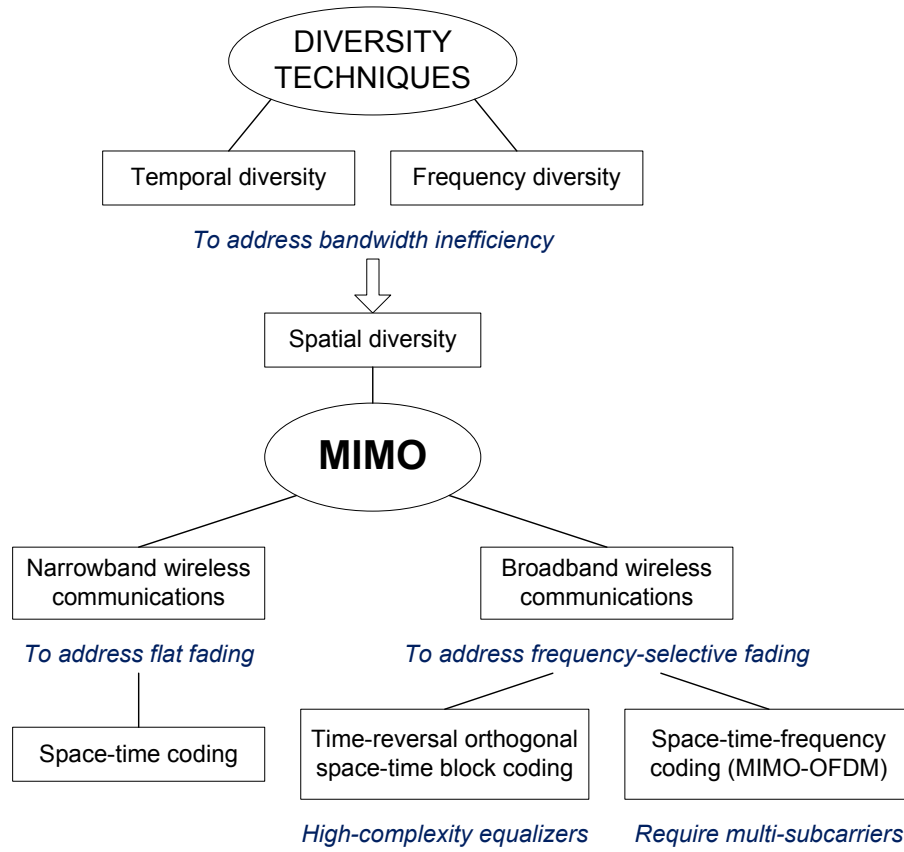 DIVERSITY
TECHNIQUES
Temporal diversity
Frequency diversity
To address bandwidth inefficiency
Spatial diversity
MIMO
Narrowband wireless
communications
Broadband wireless
communications
To address flat fading
To address frequency-selective fading
Space-time coding
Time-reversal orthogonal
space-time block coding
Space-time-frequency
coding (MIMO-OFDM)
High-complexity equalizers
Require multi-subcarriers